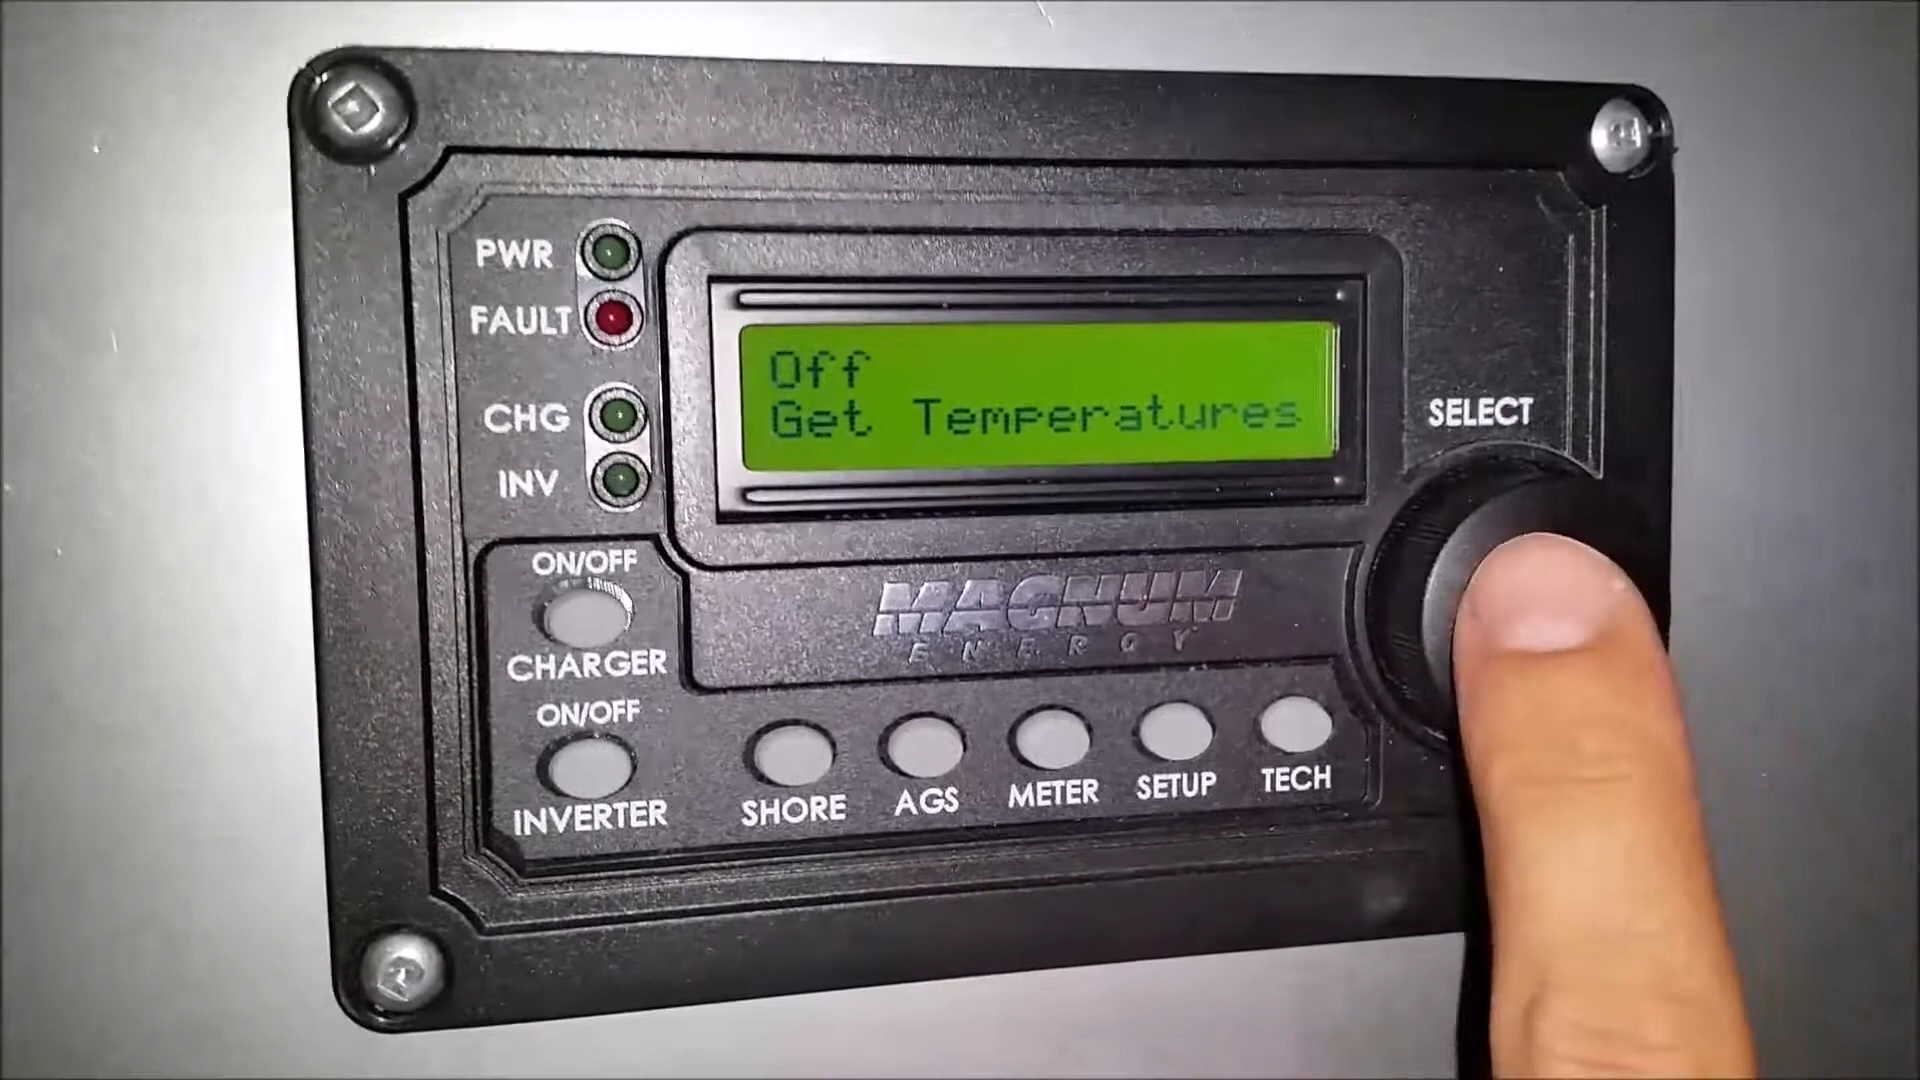 PWR
FAULT
CHG
INV
Off
Get Temperatures
SELECT
ON/OFF
CHARGER
ON/OFF
INVERTER
MAGNUM
ENERGY
SHORE
AGS
METER
SETUP
TECH